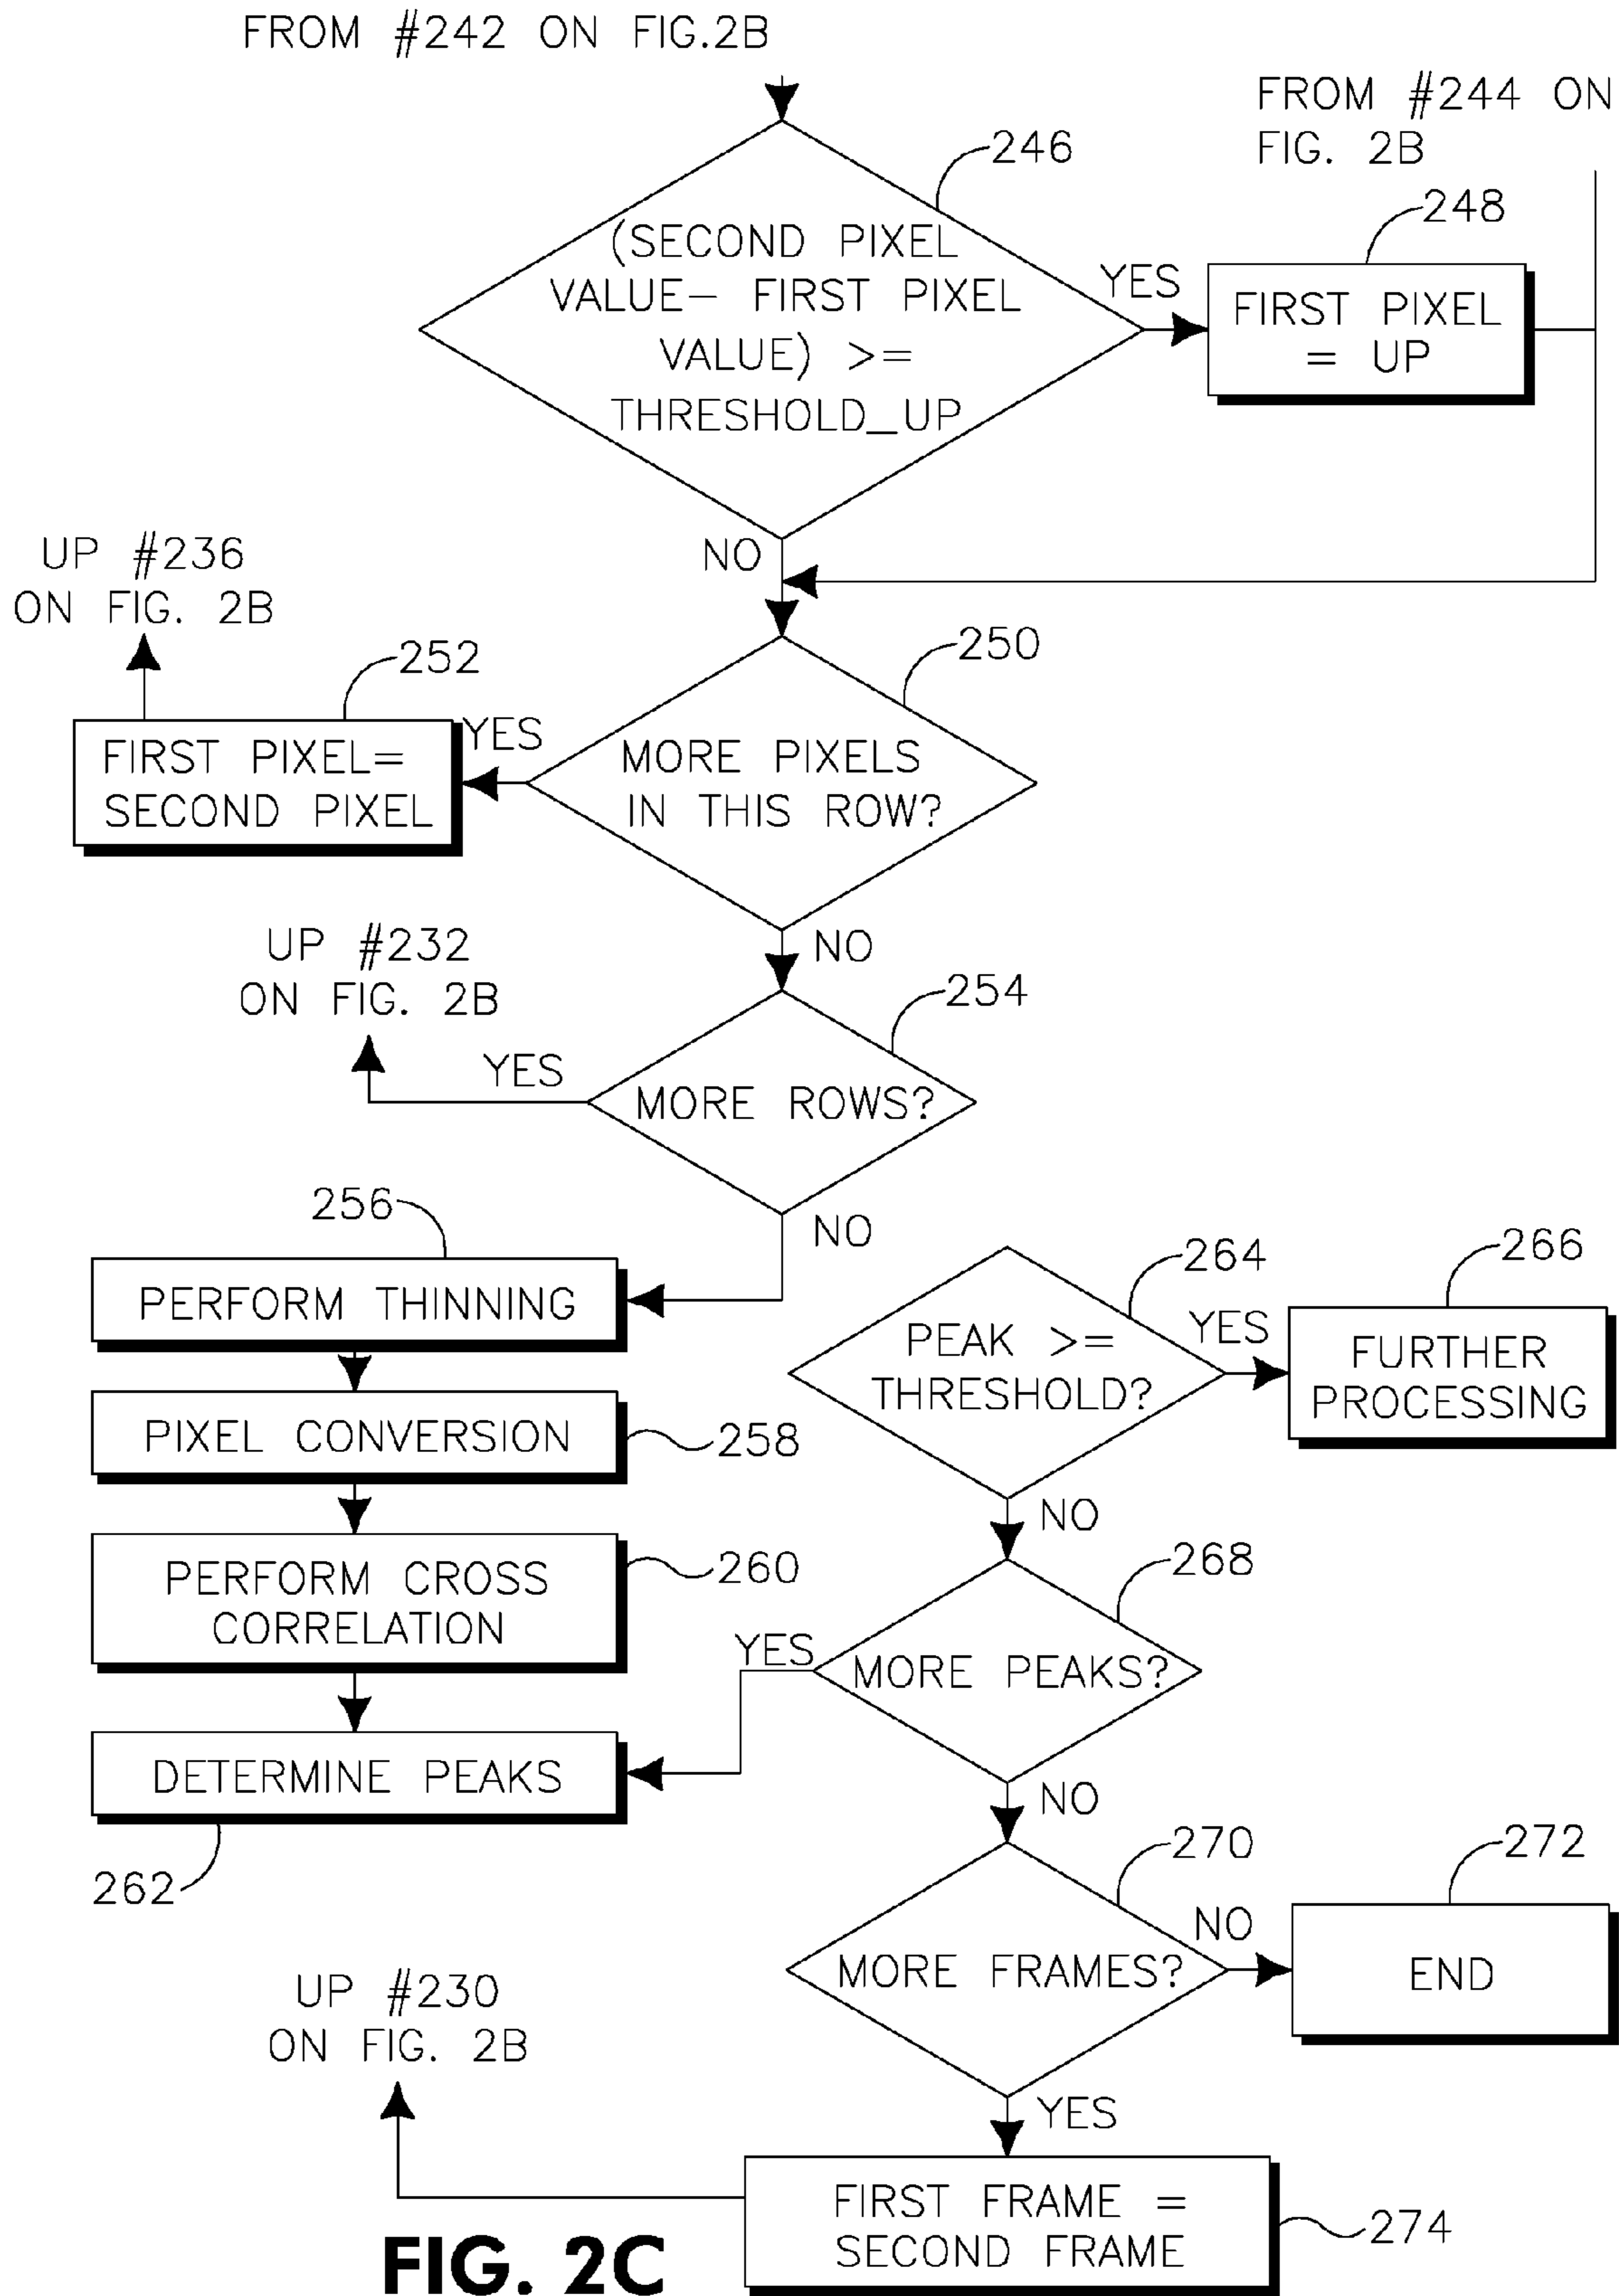 FROM #242 ON FIG.2B
FROM #244 ON
FIG. 2B
246
(SECOND PIXEL
VALUE— FIRST PIXEL
VALUE) >=
THRESHOLD_UP
YES
248
FIRST PIXEL
= UP
NO
UP #236
ON FIG. 2B
252
FIRST PIXEL=
SECOND PIXEL
YES
250
MORE PIXELS
IN THIS ROW?
NO
UP #232
ON FIG. 2B
YES
254
MORE ROWS?
NO
256
PERFORM THINNING
PIXEL CONVERSION
258
PERFORM CROSS
CORRELATION
260
DETERMINE PEAKS
262
264
PEAK >=
THRESHOLD?
YES
266
FURTHER
PROCESSING
NO
268
MORE PEAKS?
YES
NO
270
MORE FRAMES?
NO
272
END
YES
UP #230
ON FIG. 2B
FIRST FRAME =
SECOND FRAME
274
FIG. 2C